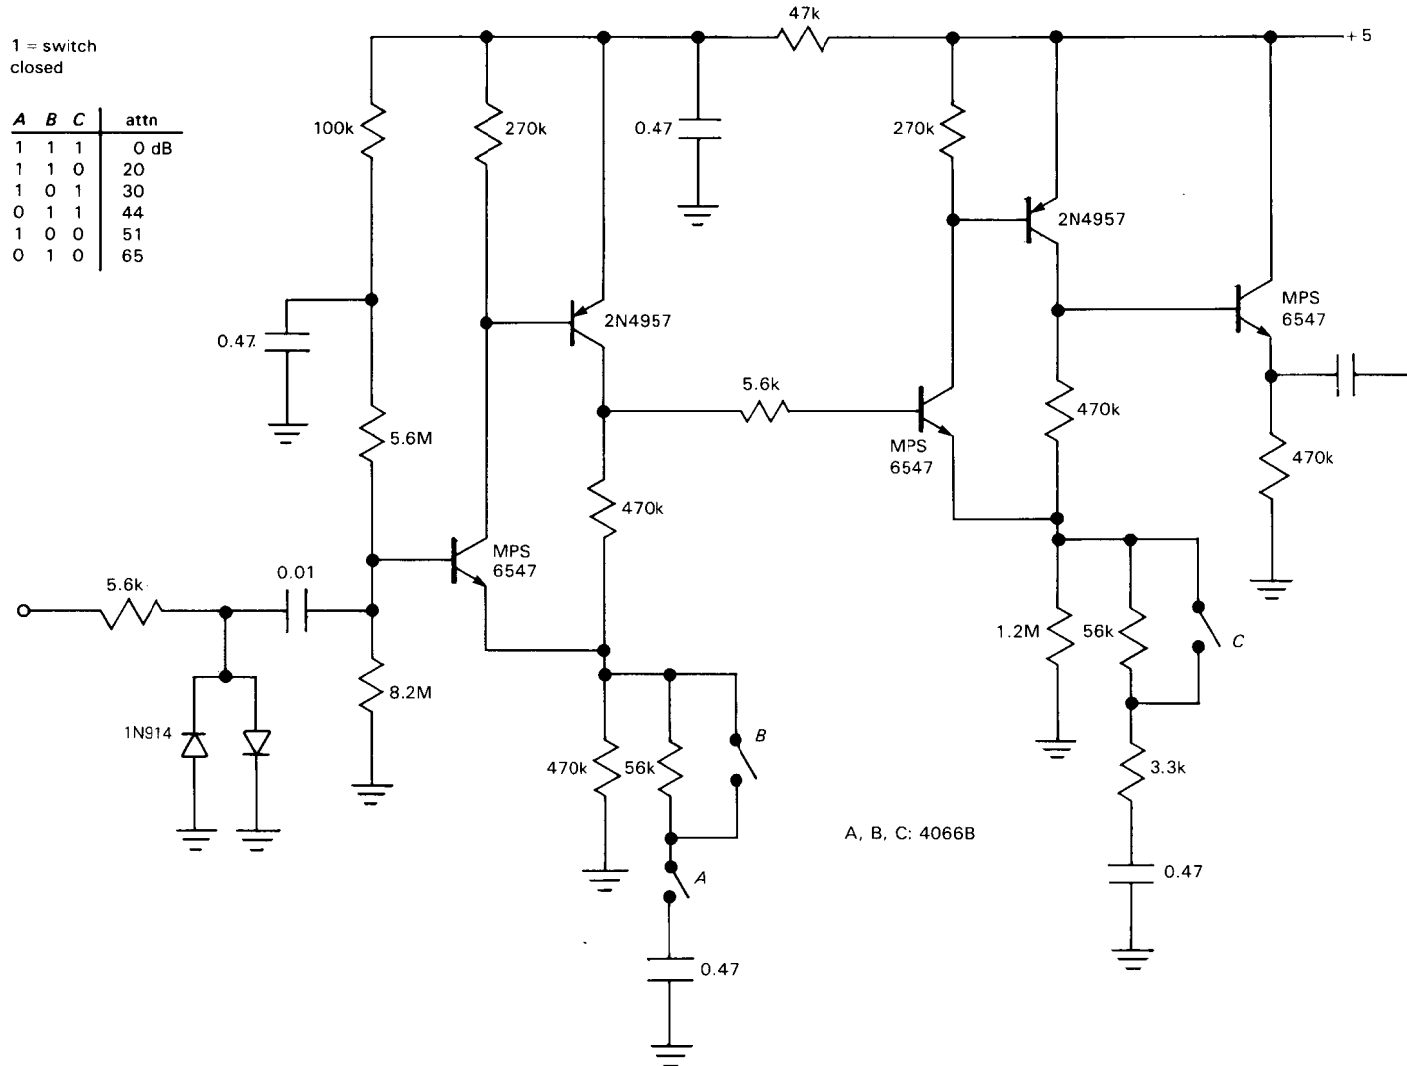 1 = switch
closed
A B C attn
1 1 1 0 dB
1 1 0 20
1 0 1 30
0 1 1 44
1 0 0 51
0 1 0 65
47k
+ 5
100k
270k
0.47
270k
2N4957
0.47
2N4957
MPS
6547
5.6k
5.6M
470k
MPS
6547
470k
470k
MPS
6547
5.6k
0.01
8.2M
1N914
470k
56k
B
A
0.47
1.2M
56k
C
3.3k
0.47
A, B, C: 4066B